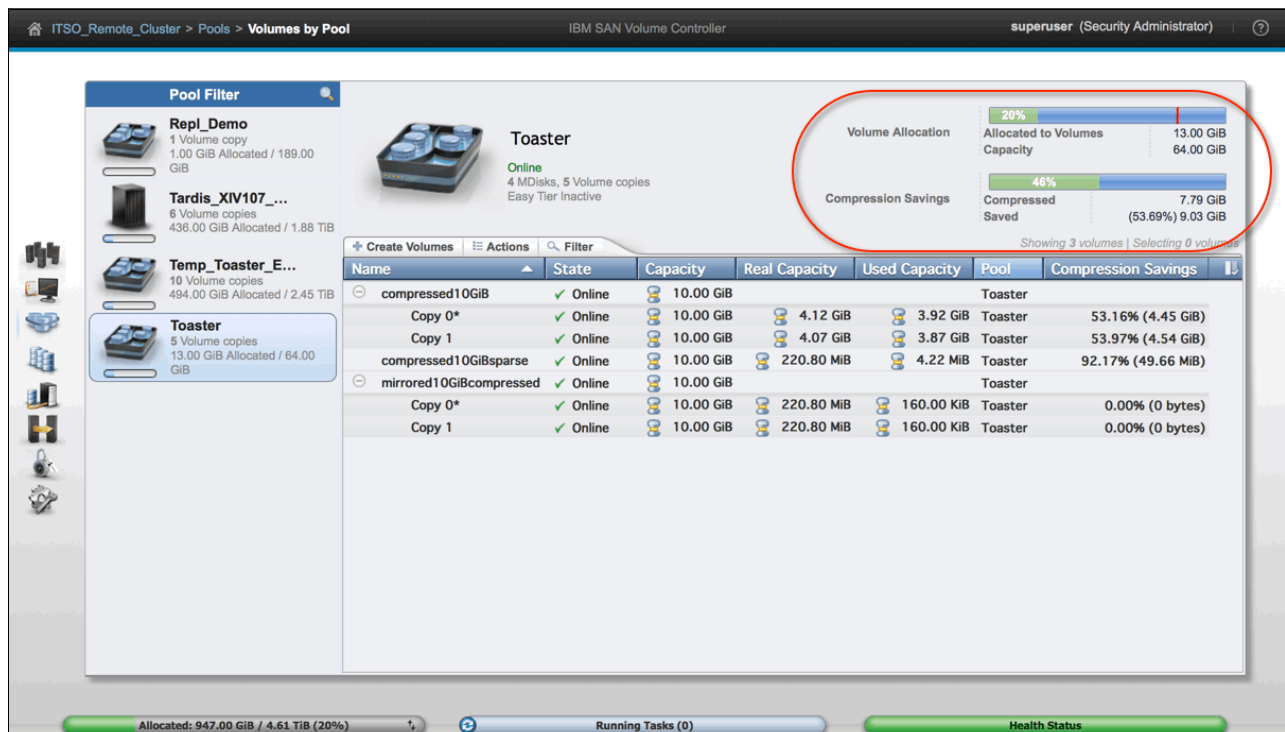 ITSO_Remote_Cluster > Pools > Volumes by Pool
IBM SAN Volume Controller
superuser (Security Administrator)
?
Pool Filter
Repl_Demo
1 Volume copy
1.00 GiB Allocated / 189.00
GiB
Tardis_XIV107_...
6 Volume copies
436.00 GiB Allocated / 1.88 TiB
Temp_Toaster_E...
10 Volume copies
494.00 GiB Allocated / 2.45 TiB
Toaster
5 Volume copies
13.00 GiB Allocated / 64.00
GiB
Toaster
Online
4 MDisks, 5 Volume copies
Easy Tier Inactive
Volume Allocation
20%
Allocated to Volumes 13.00 GiB
Capacity 64.00 GiB
Compression Savings
46%
Compressed 7.79 GiB
Saved (53.69%) 9.03 GiB
Showing 3 volumes | Selecting 0 volumes
Create Volumes Actions Filter
Name State Capacity Real Capacity Used Capacity Pool Compression Savings
compressed10GiB Online 10.00 GiB Toaster
Copy 0* Online 10.00 GiB 4.12 GiB 3.92 GiB Toaster 53.16% (4.45 GiB)
Copy 1 Online 10.00 GiB 4.07 GiB 3.87 GiB Toaster 53.97% (4.54 GiB)
compressed10GiBsparse Online 10.00 GiB 220.80 MiB 4.22 MiB Toaster 92.17% (49.66 MiB)
mirrored10GiBcompressed Online 10.00 GiB Toaster
Copy 0* Online 10.00 GiB 220.80 MiB 160.00 KiB Toaster 0.00% (0 bytes)
Copy 1 Online 10.00 GiB 220.80 MiB 160.00 KiB Toaster 0.00% (0 bytes)
Allocated: 947.00 GiB / 4.61 TiB (20%)
Running Tasks (0)
Health Status